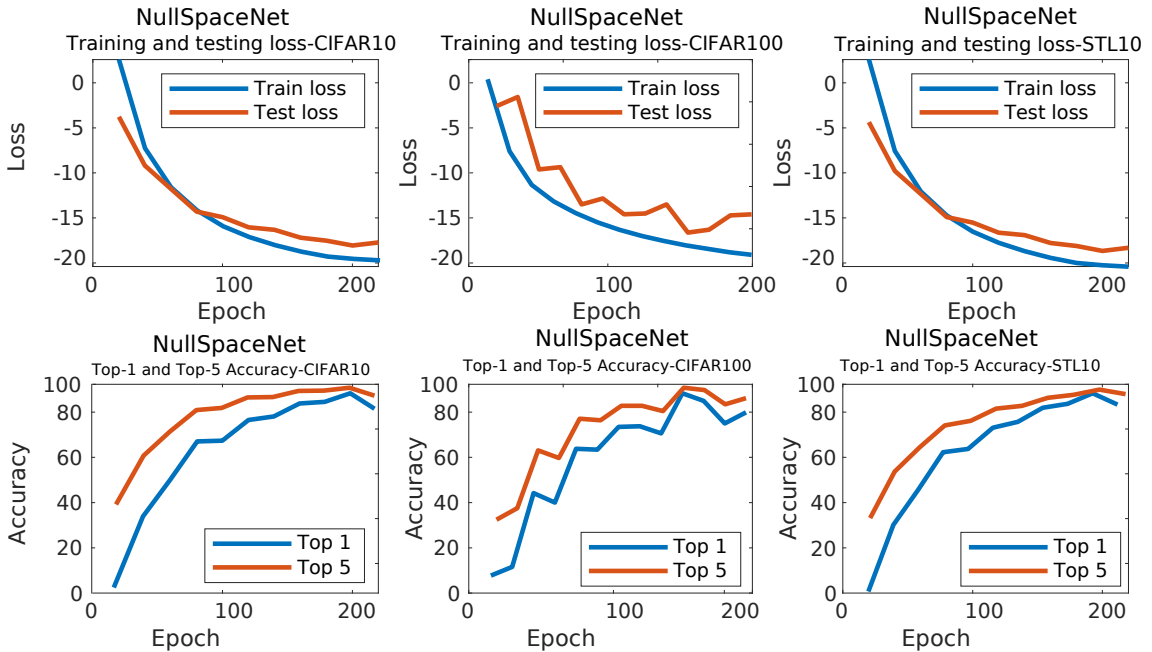 NullSpaceNet
Training and testing loss-CIFAR10
0
-5
-10
-15
-20
Loss
Train loss
Test loss
0
100
200
Epoch
NullSpaceNet
Training and testing loss-CIFAR100
0
-5
-10
-15
-20
Loss
Train loss
Test loss
0
100
200
Epoch
NullSpaceNet
Training and testing loss-STL10
0
-5
-10
-15
-20
Loss
Train loss
Test loss
0
100
200
Epoch
NullSpaceNet
Top-1 and Top-5 Accuracy-CIFAR10
100
80
60
40
20
0
Accuracy
Top 1
Top 5
0
100
200
Epoch
NullSpaceNet
Top-1 and Top-5 Accuracy-CIFAR100
100
80
60
40
20
0
Accuracy
Top 1
Top 5
0
100
200
Epoch
NullSpaceNet
Top-1 and Top-5 Accuracy-STL10
100
80
60
40
20
0
Accuracy
Top 1
Top 5
0
100
200
Epoch